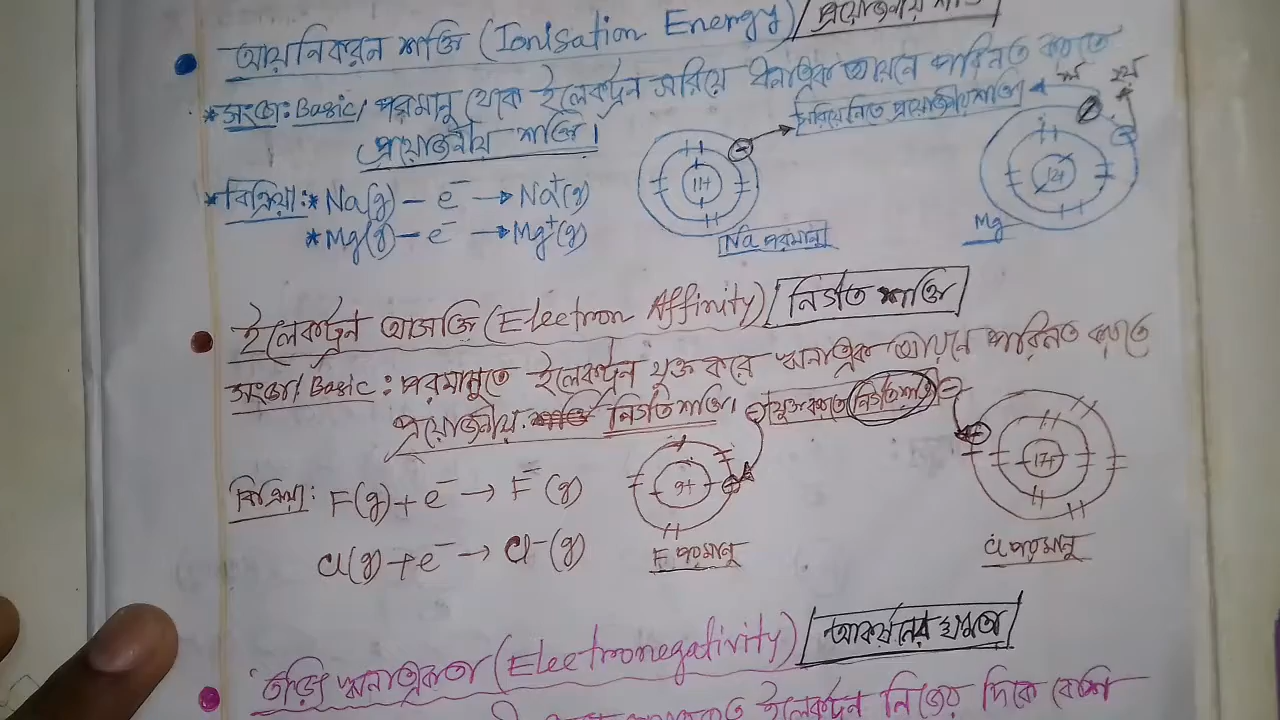 আয়নিকরন শক্তি (Ionisation Energy) / প্রয়োজনীয় শক্তি
*সংজ্ঞা: Basic/ পরমানু থেকে ইলেকট্রন সরিয়ে ধনাত্মক আয়নে পরিনত করতে
প্রয়োজনীয় শক্তি।
সরিয়ে নিতে প্রয়োজনীয় শক্তি
11+
12+
*বিক্রিয়া:* Na(g) – e⁻ → Na⁺(g)
*Mg(g) – e⁻ → Mg⁺(g)
Na পরমানু
Mg
ইলেকট্রন আসক্তি (Electron Affinity) / নির্গত শক্তি
সংজ্ঞা/Basic: পরমানুতে ইলেকট্রন যুক্ত করে ঋনাত্মক আয়নে পরিনত করতে
প্রয়োজনীয় নির্গত শক্তি।
যুক্ত করতে নির্গত শক্তি
9+
17+
বিক্রিয়া: F(g) + e⁻ → F⁻(g)
Cl(g) + e⁻ → Cl⁻(g)
F পরমানু
Cl পরমানু
তড়িৎ ঋনাত্মকতা (Electronegativity) / আকর্ষনের ক্ষমতা
ইলেকট্রন নিজের দিকে বেশি